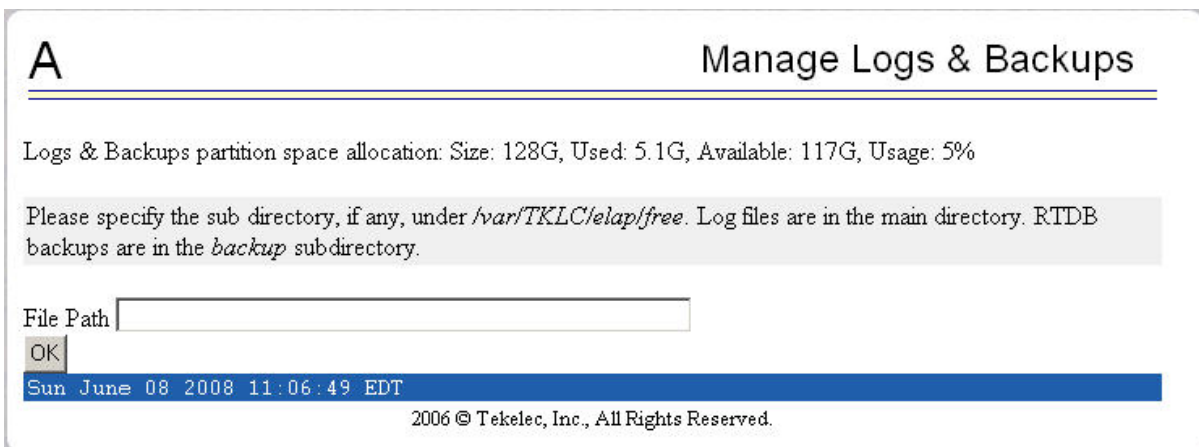 A
Manage Logs & Backups
Logs & Backups partition space allocation: Size: 128G, Used: 5.1G, Available: 117G, Usage: 5%
Please specify the sub directory, if any, under /var/TKLC/elap/free. Log files are in the main directory. RTDB
backups are in the backup subdirectory.
File Path
OK
Sun June 08 2008 11:06:49 EDT
2006 © Tekelec, Inc., All Rights Reserved.